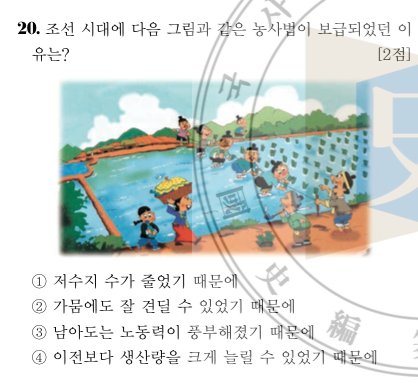 20. 조선 시대에 다음 그림과 같은 농사법이 보급되었던 이
유는? [2점]
① 저수지 수가 줄었기 때문에
② 가뭄에도 잘 견딜 수 있었기 때문에
③ 남아도는 노동력이 풍부해졌기 때문에
④ 이전보다 생산량을 크게 늘릴 수 있었기 때문에
국
사
史
編